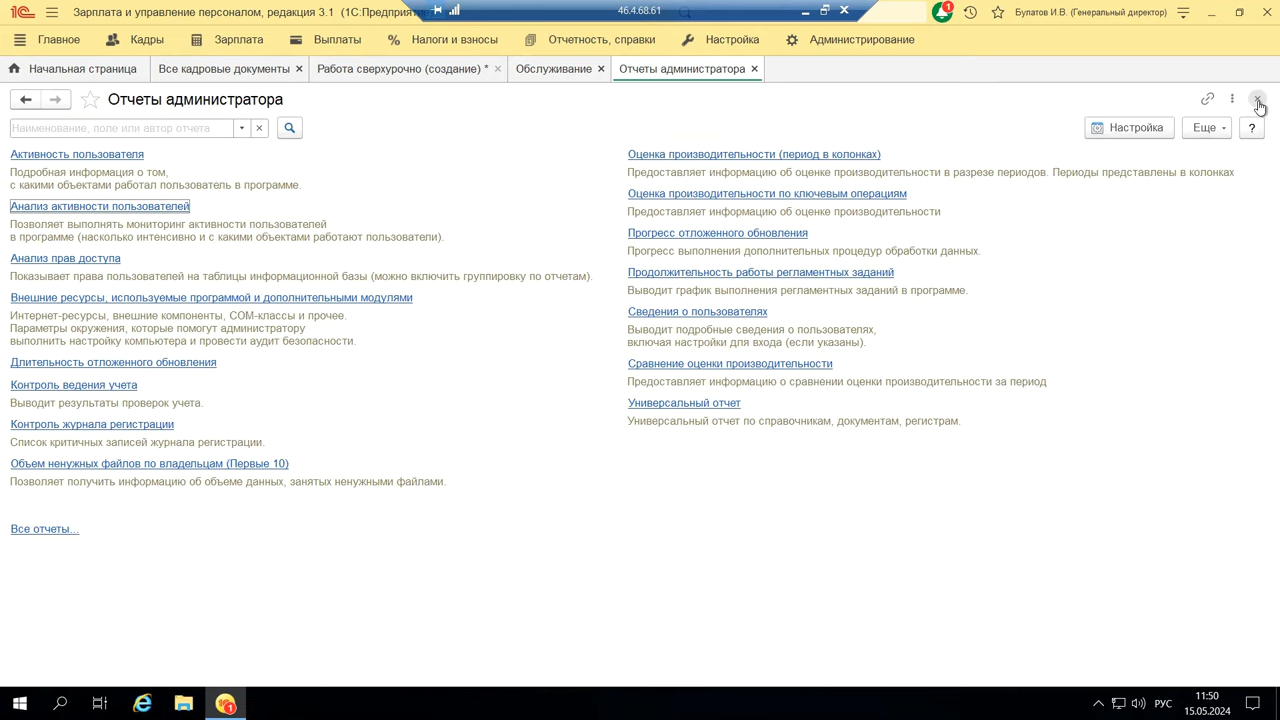 Зарплата и управление персоналом, редакция 3.1 (1С:Предприятие
46.4.68.61
1
Булатов И.В. (Генеральный директор)
Главное
Кадры
Зарплата
Выплаты
Налоги и взносы
Отчетность, справки
Настройка
Администрирование
Начальная страница
Все кадровые документы
Работа сверхурочно (создание) *
Обслуживание
Отчеты администратора
Отчеты администратора
Наименование, поле или автор отчета
Настройка
Еще
?
Активность пользователя
Подробная информация о том,
с какими объектами работал пользователь в программе.
Анализ активности пользователей
Позволяет выполнять мониторинг активности пользователей
в программе (насколько интенсивно и с какими объектами работают пользователи).
Анализ прав доступа
Показывает права пользователей на таблицы информационной базы (можно включить группировку по отчетам).
Внешние ресурсы, используемые программой и дополнительными модулями
Интернет-ресурсы, внешние компоненты, COM-классы и прочее.
Параметры окружения, которые помогут администратору
выполнить настройку компьютера и провести аудит безопасности.
Длительность отложенного обновления
Контроль ведения учета
Выводит результаты проверок учета.
Контроль журнала регистрации
Список критичных записей журнала регистрации.
Объем ненужных файлов по владельцам (Первые 10)
Позволяет получить информацию об объеме данных, занятых ненужными файлами.
Все отчеты...
Оценка производительности (период в колонках)
Предоставляет информацию об оценке производительности в разрезе периодов. Периоды представлены в колонках
Оценка производительности по ключевым операциям
Предоставляет информацию об оценке производительности
Прогресс отложенного обновления
Прогресс выполнения дополнительных процедур обработки данных.
Продолжительность работы регламентных заданий
Выводит график выполнения регламентных заданий в программе.
Сведения о пользователях
Выводит подробные сведения о пользователях,
включая настройки для входа (если указаны).
Сравнение оценки производительности
Предоставляет информацию о сравнении оценки производительности за период
Универсальный отчет
Универсальный отчет по справочникам, документам, регистрам.
1
РУС
11:50
15.05.2024